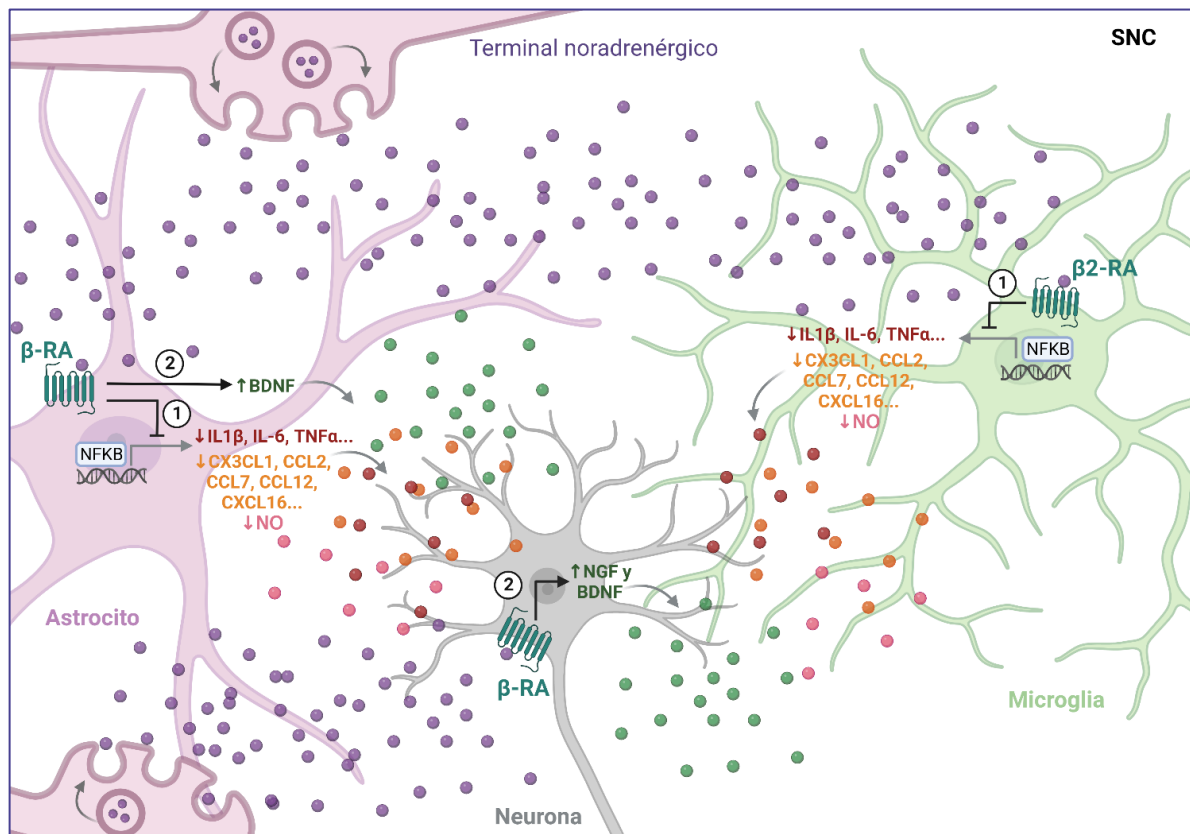 Terminal noradrenérgico
SNC
β2-RA
1
NFKB
↓IL1β, IL-6, TNFα...
↓CX3CL1, CCL2,
CCL7, CCL12,
CXCL16...
↓NO
β-RA
2
↑BDNF
1
NFKB
↓IL1β, IL-6, TNFα...
↓CX3CL1, CCL2,
CCL7, CCL12,
CXCL16...
↓NO
2
↑NGF y
BDNF
β-RA
Astrocito
Microglia
Neurona